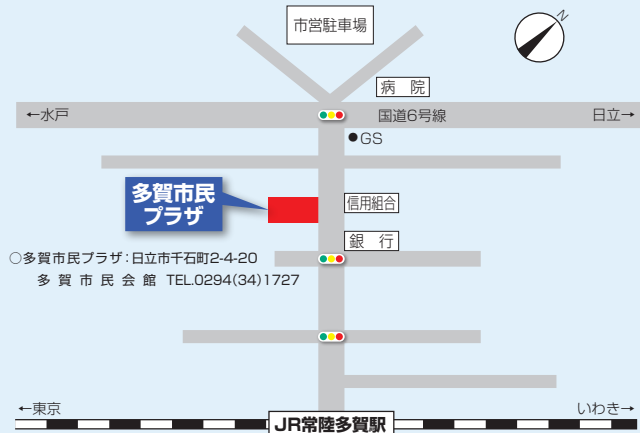 市営駐車場
N
病 院
←水戸
国道6号線
日立→
●GS
多賀市民
プラザ
信用組合
銀 行
○多賀市民プラザ:日立市千石町2-4-20
多 賀 市 民 会 館 TEL.0294(34)1727
←東京
いわき→
JR常陸多賀駅